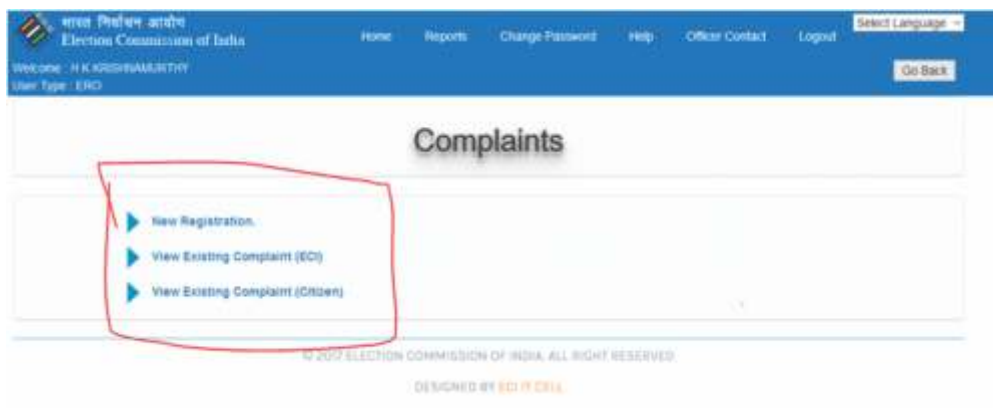 भारत निर्वाचन आयोग
Election Commission of India
Home Reports Change Password Help Officer Contact Logout
Select Language
Welcome : H K KRISHNAMURTHY
User Type : ERO
Go Back
Complaints
New Registration.
View Existing Complaint (ECI)
View Existing Complaint (Citizen)
© 2017 ELECTION COMMISSION OF INDIA. ALL RIGHT RESERVED.
DESIGNED BY ECI IT CELL